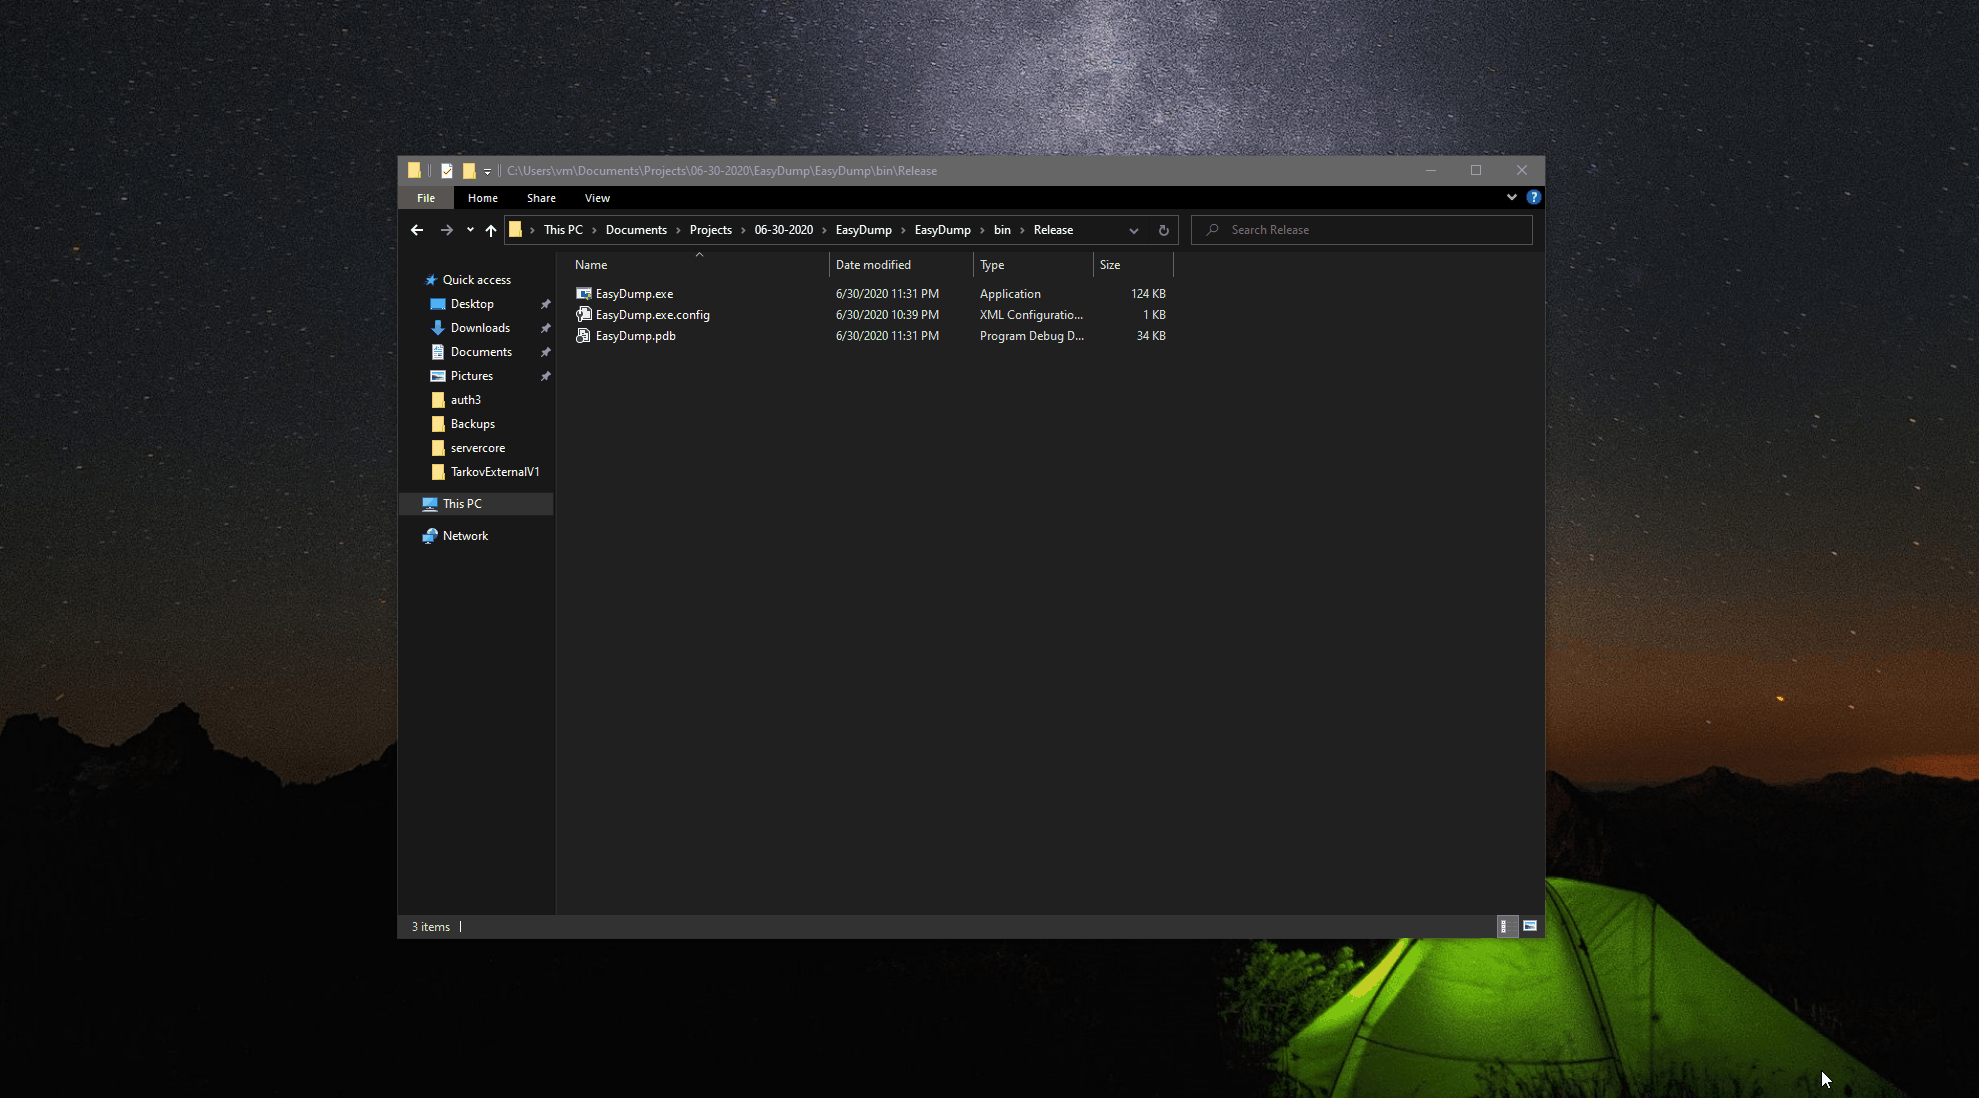 C:\Users\vm\Documents\Projects\06-30-2020\EasyDump\EasyDump\bin\Release
File Home Share View
This PC Documents Projects 06-30-2020 EasyDump EasyDump bin Release Search Release
Name Date modified Type Size
Quick access
Desktop
Downloads
Documents
Pictures
auth3
Backups
servercore
TarkovExternalV1
This PC
Network
EasyDump.exe 6/30/2020 11:31 PM Application 124 KB
EasyDump.exe.config 6/30/2020 10:39 PM XML Configuratio... 1 KB
EasyDump.pdb 6/30/2020 11:31 PM Program Debug D... 34 KB
3 items